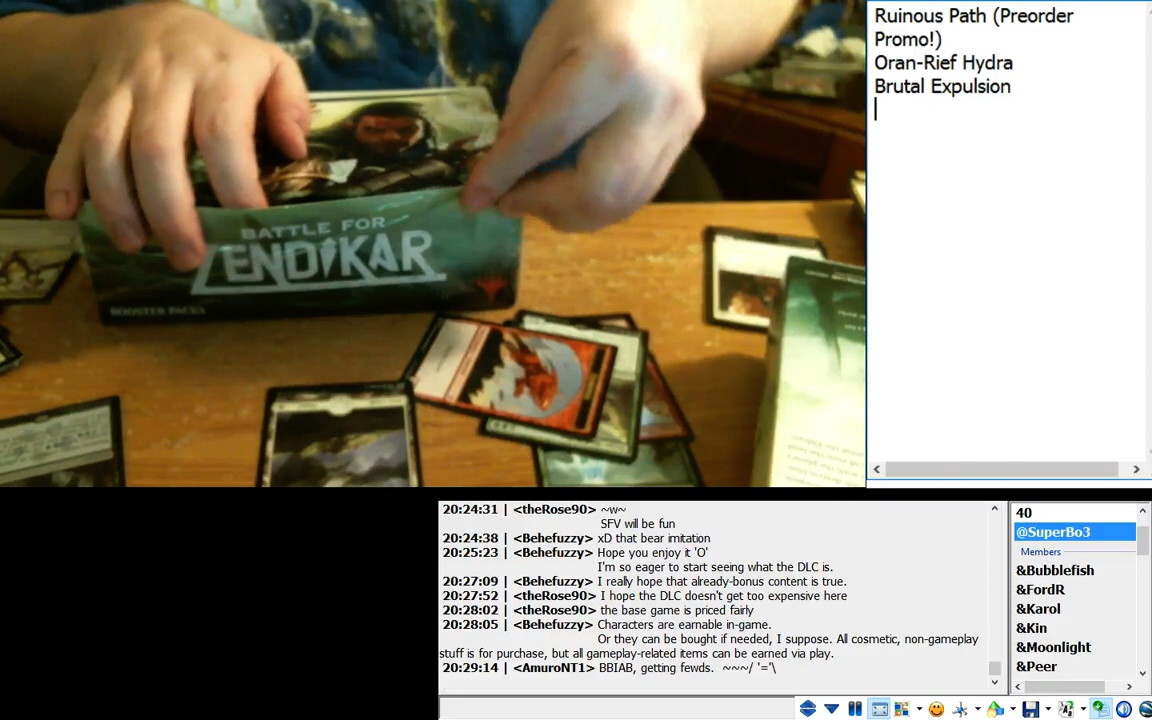 Ruinous Path (Preorder
Promo!)
Oran-Rief Hydra
Brutal Expulsion
BATTLE FOR
ZENDIKAR
BOOSTER PACKS
20:24:31 | <theRose90> ~w~
SFV will be fun
20:24:38 | <Behefuzzy> xD that bear imitation
20:25:23 | <Behefuzzy> Hope you enjoy it 'O'
I'm so eager to start seeing what the DLC is.
20:27:09 | <Behefuzzy> I really hope that already-bonus content is true.
20:27:52 | <theRose90> I hope the DLC doesn't get too expensive here
20:28:02 | <theRose90> the base game is priced fairly
20:28:05 | <Behefuzzy> Characters are earnable in-game.
Or they can be bought if needed, I suppose. All cosmetic, non-gameplay
stuff is for purchase, but all gameplay-related items can be earned via play.
20:29:14 | <AmuroNT1> BBIAB, getting fewds.  ~~~/ '='\
40
@SuperBo3
Members
&Bubblefish
&FordR
&Karol
&Kin
&Moonlight
&Peer